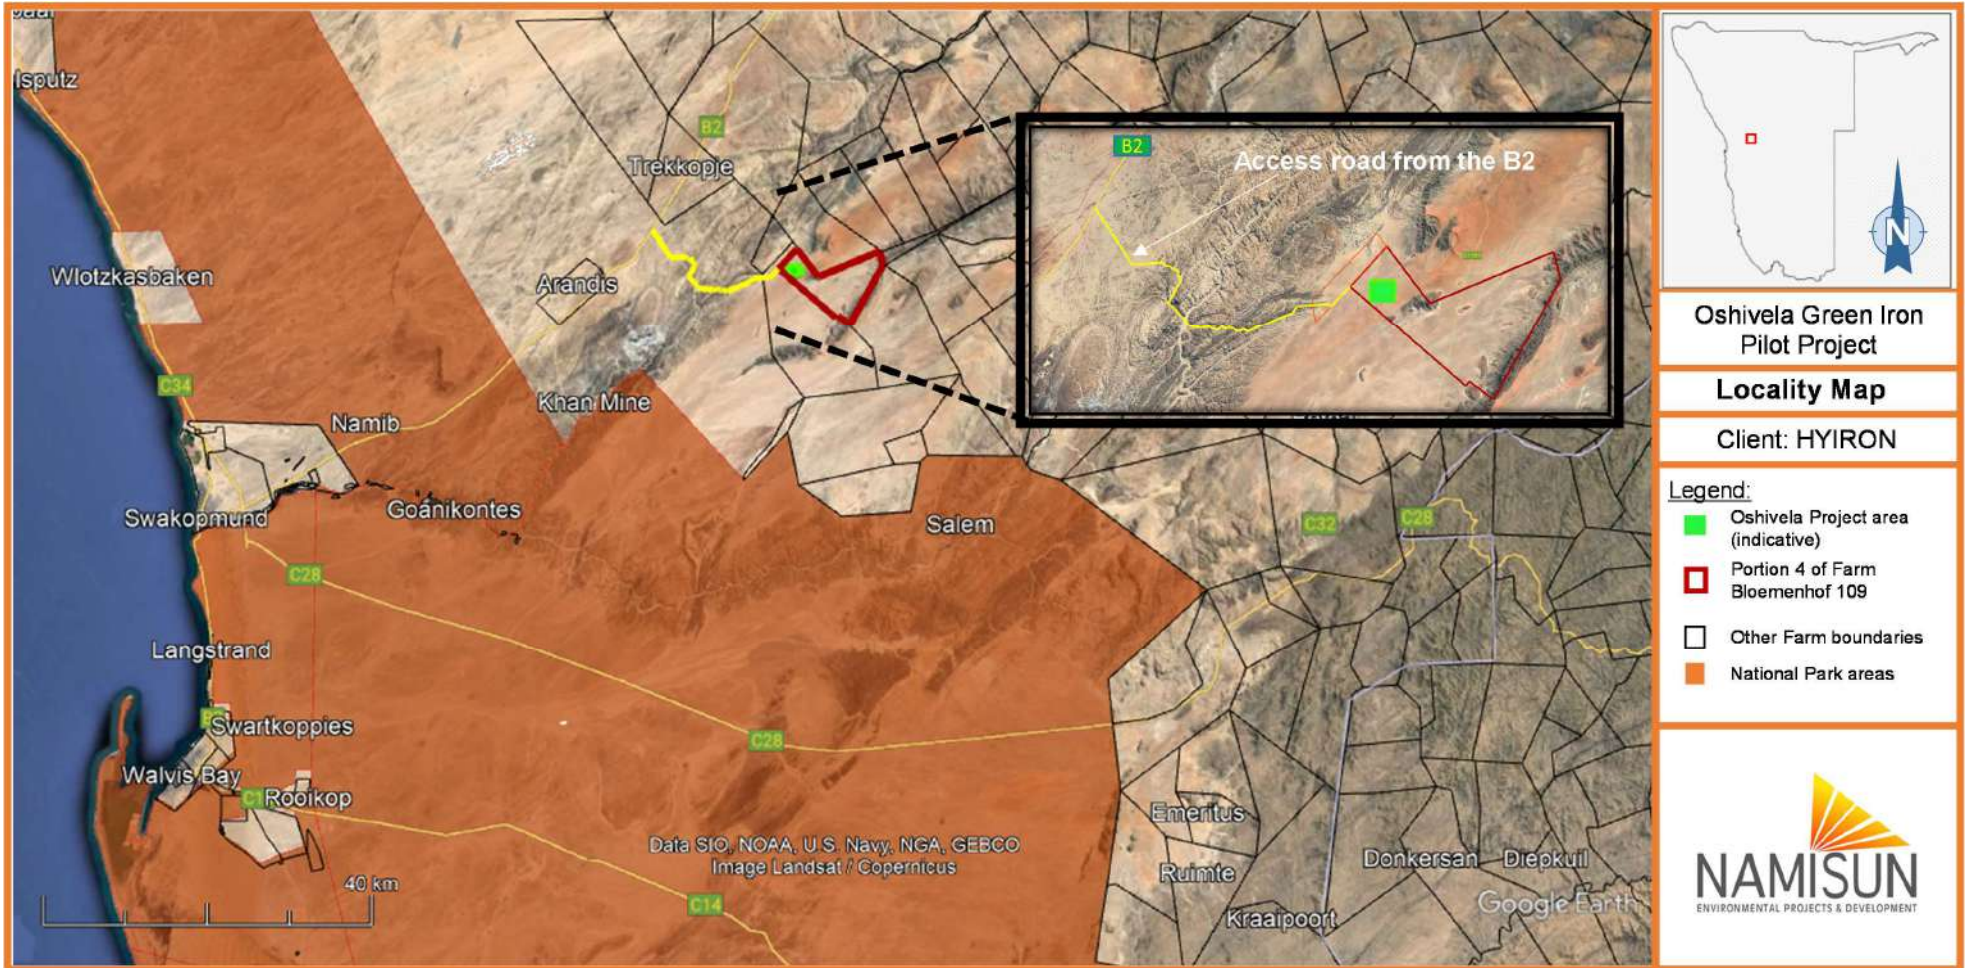 Isputz
B2
Trekkopje
Wlotzkasbaken
Arandis
C34
Khan Mine
Namib
Goanikontes
Swakopmund
Salem
C32
C28
C28
Langstrand
Swartkoppies
C28
Walvis Bay
Rooikop
Emeritus
Data SIO, NOAA, U.S. Navy, NGA, GEBCO
Image Landsat / Copernicus
Ruimte
Donkersan
Diepkuil
40 km
C14
Kraaipoort
Google Earth
B2
Access road from the B2
N
Oshivela Green Iron
Pilot Project
Locality Map
Client: HYIRON
Legend:
Oshivela Project area
(indicative)
Portion 4 of Farm
Bloemenhof 109
Other Farm boundaries
National Park areas
NAMISUN
ENVIRONMENTAL PROJECTS & DEVELOPMENT